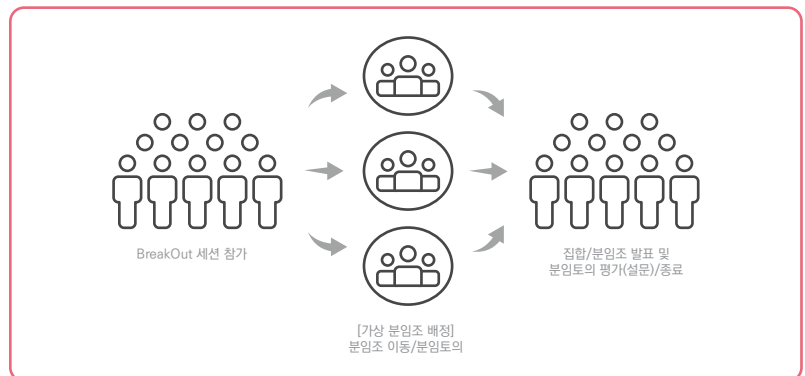 BreakOut 세션 참가
[가상 분임조 배정]
분임조 이동/분임토의
집합/분임조 발표 및
분임토의 평가(설문)/종료